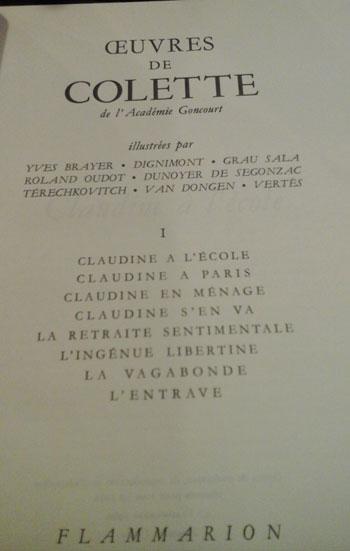 ŒUVRES
DE
COLETTE
de l'Académie Goncourt
illustrées par
YVES BRAYER • DIGNIMONT • GRAU SALA
ROLAND OUDOT • DUNOYER DE SEGONZAC
TÉRECHKOVITCH • VAN DONGEN • VERTÈS
I
CLAUDINE A L'ÉCOLE
CLAUDINE A PARIS
CLAUDINE EN MÉNAGE
CLAUDINE S'EN VA
LA RETRAITE SENTIMENTALE
L'INGÉNUE LIBERTINE
LA VAGABONDE
L'ENTRAVE
FLAMMARION